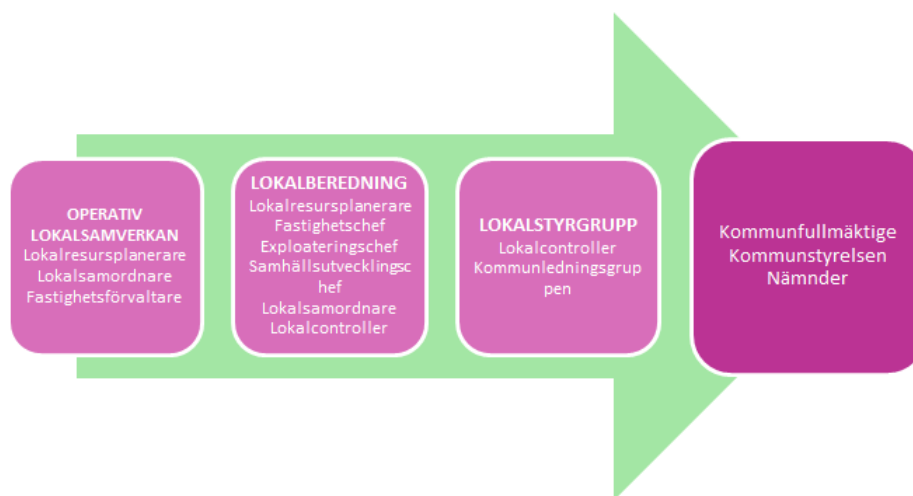 OPERATIV
LOKALSAMVERKAN
Lokalresursplanerare
Lokalsamordnare
Fastighetsförvaltare
LOKALBEREDNING
Lokalresursplanerare
Fastighetschef
Exploateringschef
Samhällsutvecklingsc
hef
Lokalsamordnare
Lokalcontroller
LOKALSTYRGRUPP
Lokalcontroller
Kommunledningsgrup
pen
Kommunfullmäktige
Kommunstyrelsen
Nämnder